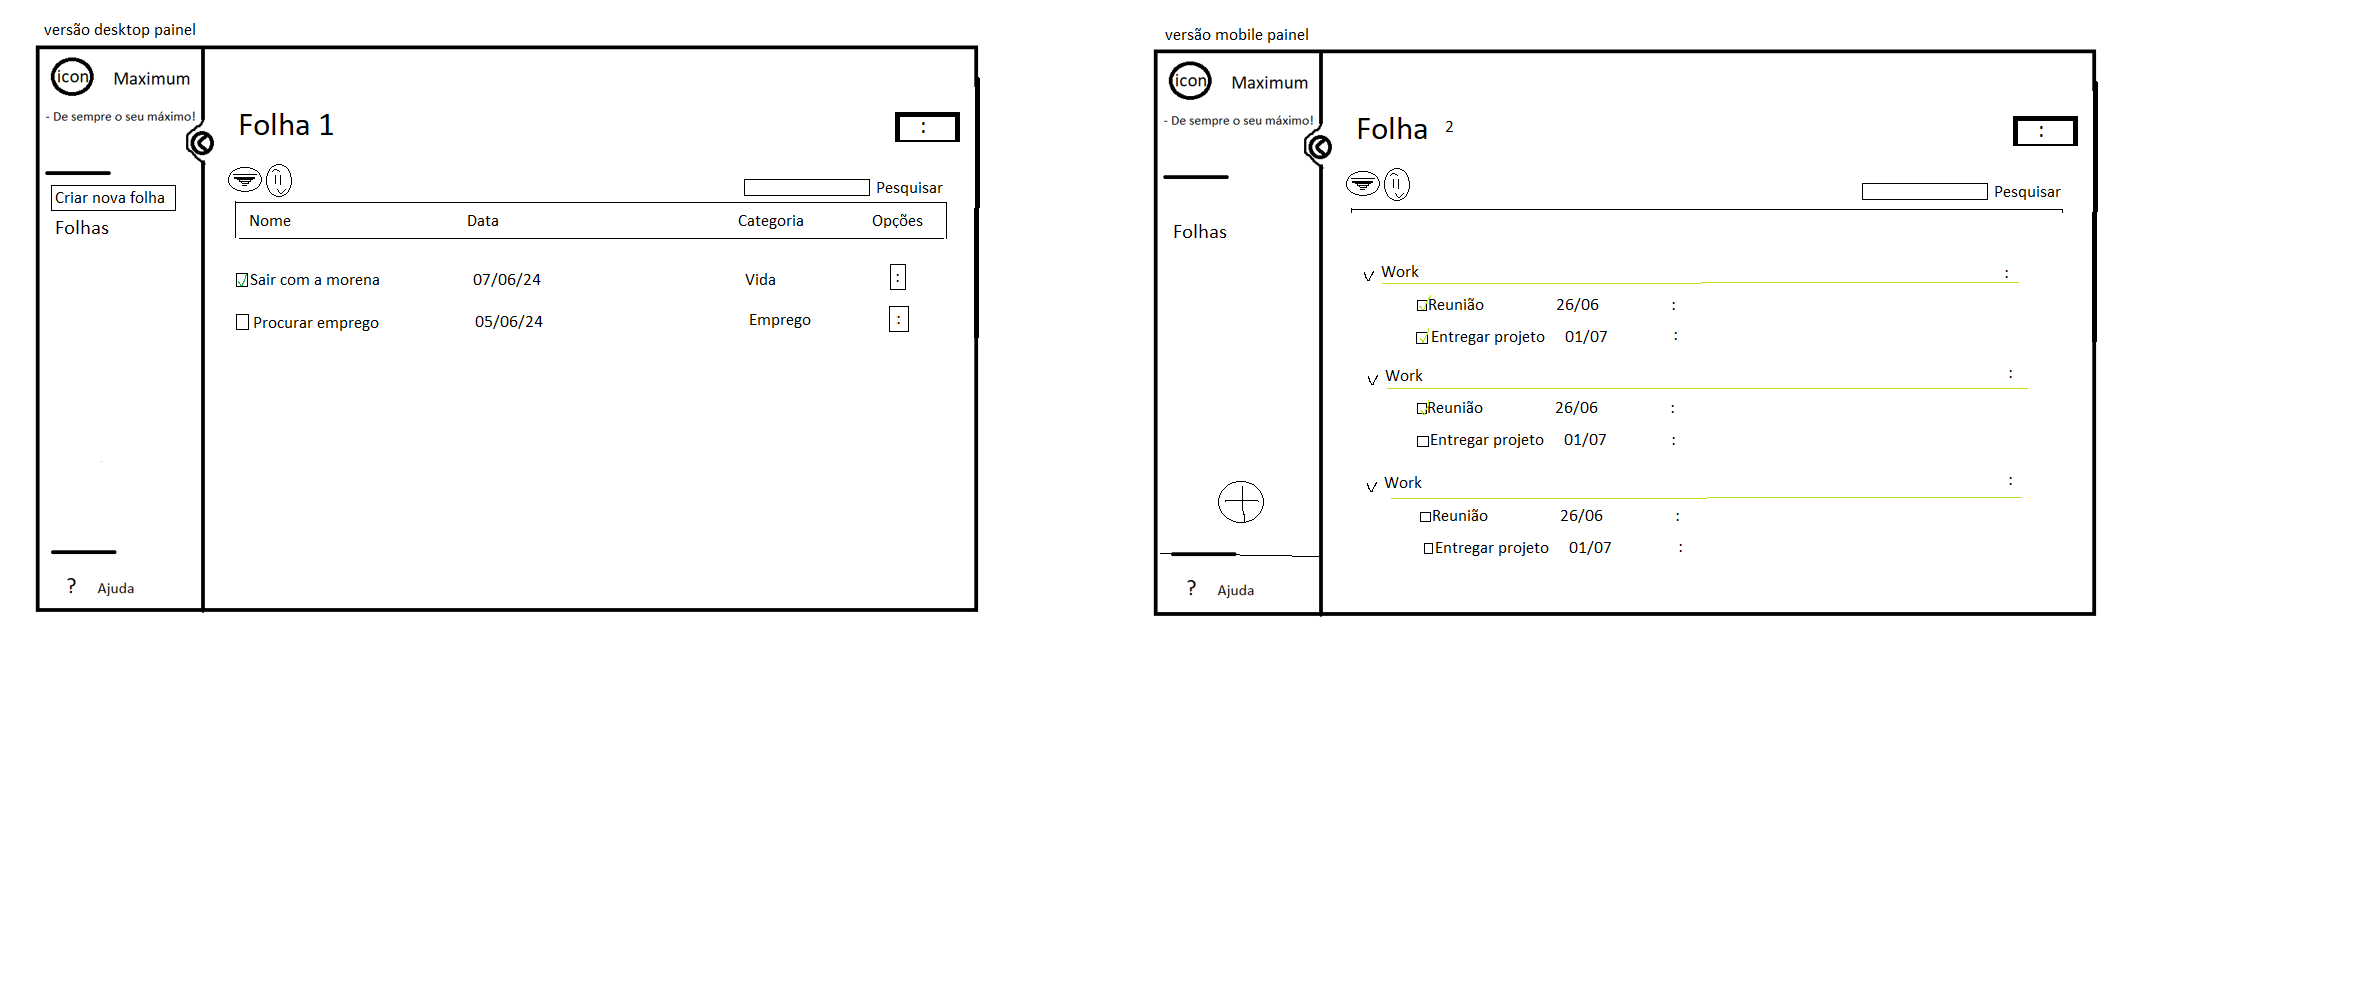 versão desktop painel
icon Maximum
- De sempre o seu máximo!
Folha 1
:
Pesquisar
Criar nova folha
Folhas
Nome Data Categoria Opções
Sair com a morena 07/06/24 Vida :
Procurar emprego 05/06/24 Emprego :
? Ajuda
versão mobile painel
icon Maximum
- De sempre o seu máximo!
Folha 2
:
Pesquisar
Folhas
Work :
Reunião 26/06 :
Entregar projeto 01/07 :
Work :
Reunião 26/06 :
Entregar projeto 01/07 :
Work :
Reunião 26/06 :
Entregar projeto 01/07 :
? Ajuda